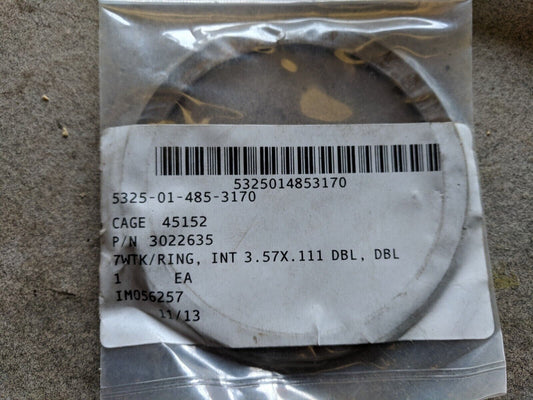 5325014853170
5325-01-485-3170
CAGE 45152
P/N 3022635
7WTK/RING, INT 3.57X.111 DBL, DBL
1 EA
IM056257
11/13